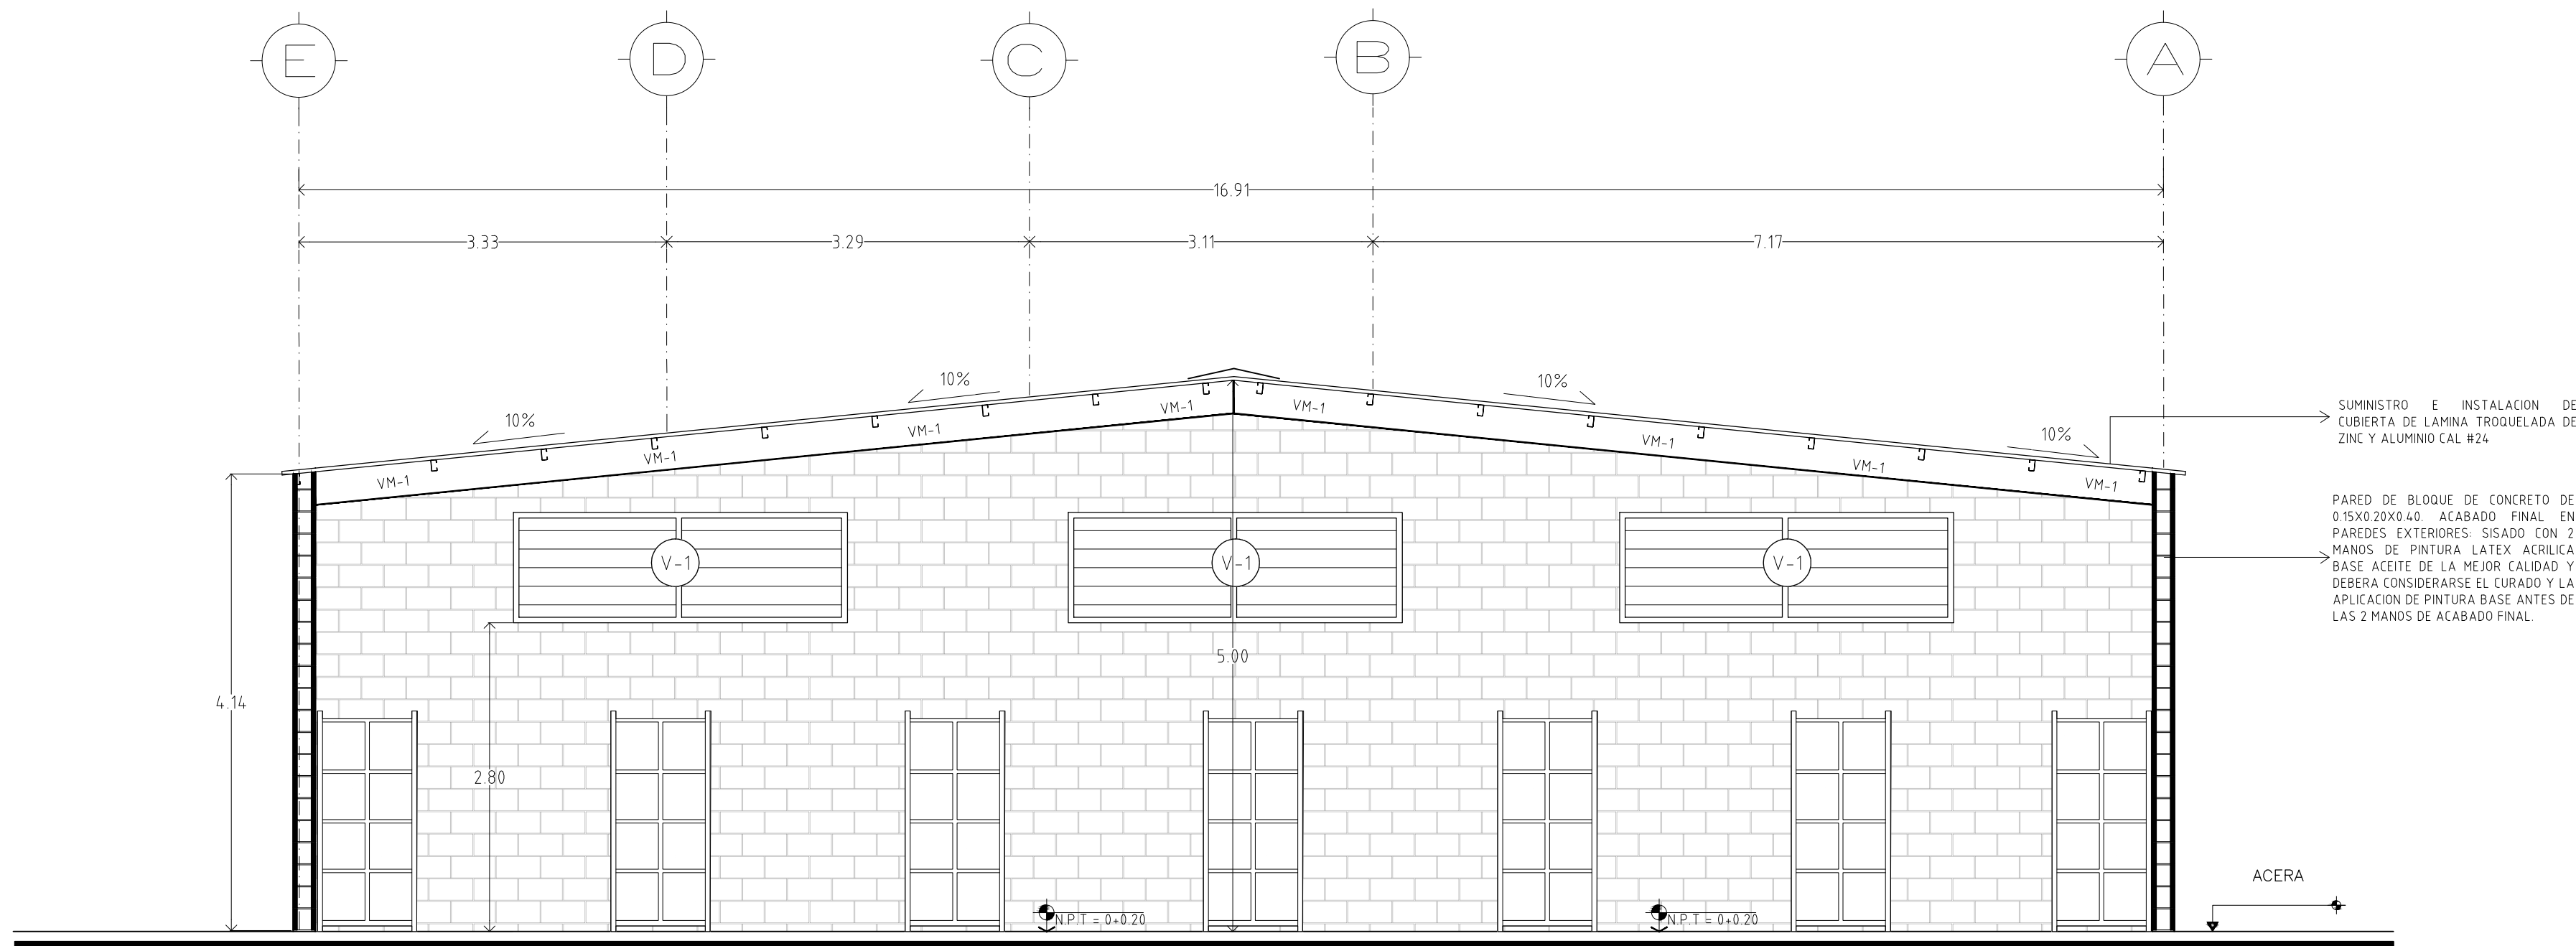 E
D
C
B
A
16.91
3.33
3.29
3.11
7.17
10%
10%
10%
10%
10%
VM-1
VM-1
VM-1
VM-1
VM-1
VM-1
VM-1
VM-1
SUMINISTRO E INSTALACION DE
CUBIERTA DE LAMINA TROQUELADA DE
ZINC Y ALUMINIO CAL #24
PARED DE BLOQUE DE CONCRETO DE
0.15X0.20X0.40. ACABADO FINAL EN
PAREDES EXTERIORES: SISADO CON 2
MANOS DE PINTURA LATEX ACRILICA
BASE ACEITE DE LA MEJOR CALIDAD Y
DEBERA CONSIDERARSE EL CURADO Y LA
APLICACION DE PINTURA BASE ANTES DE
LAS 2 MANOS DE ACABADO FINAL.
V-1
V-1
V-1
5.00
4.14
2.80
ACERA
N.P.T = 0+0.20
N.P.T = 0+0.20